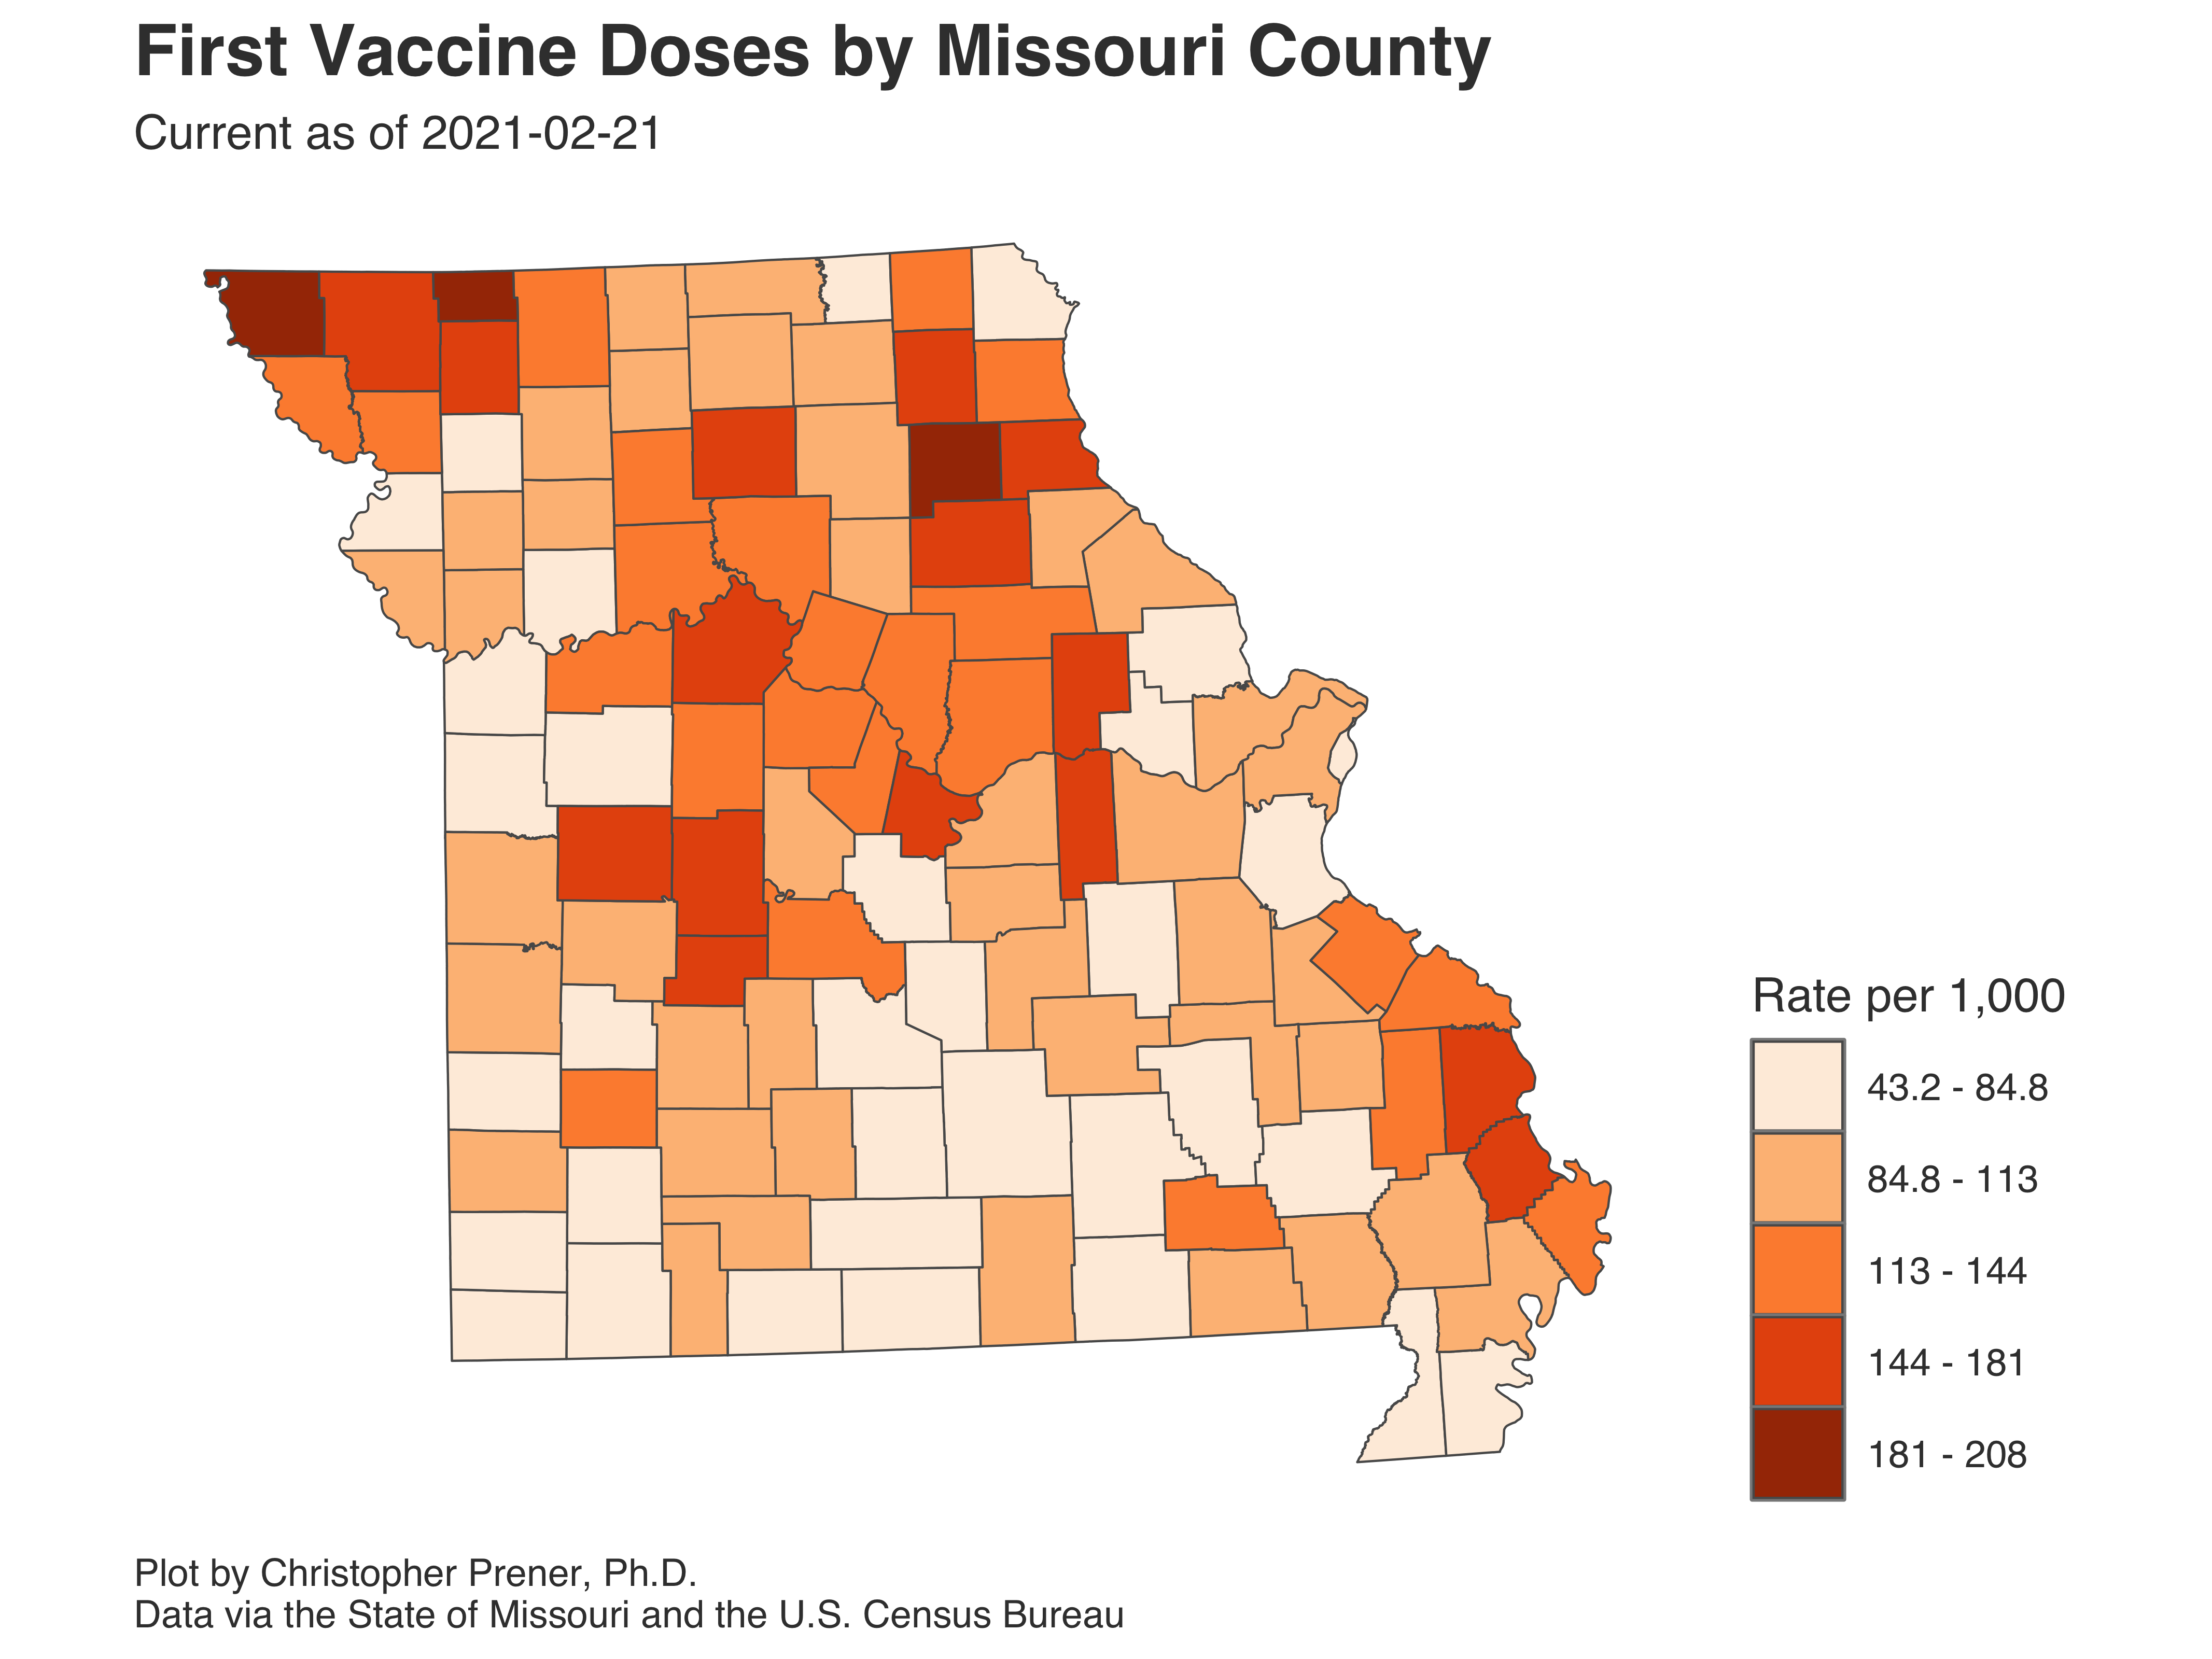 First Vaccine Doses by Missouri County
Current as of 2021-02-21
Rate per 1,000
43.2 - 84.8
84.8 - 113
113 - 144
144 - 181
181 - 208
Plot by Christopher Prener, Ph.D.
Data via the State of Missouri and the U.S. Census Bureau